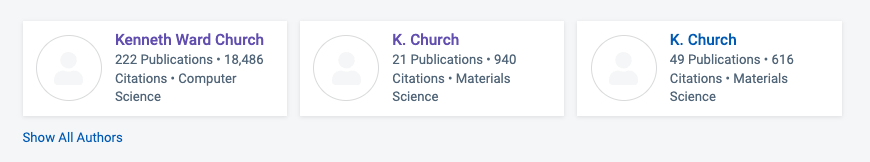 Kenneth Ward Church
222 Publications • 18,486
Citations • Computer
Science
K. Church
21 Publications • 940
Citations • Materials
Science
K. Church
49 Publications • 616
Citations • Materials
Science
Show All Authors